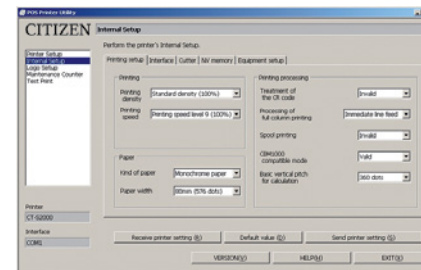 POS Printer Utility
CITIZEN
Internal Setup
Perform the printer's Internal Setup.
Printer Setup
Internal Setup
Logo Setup
Maintenance Counter
Test Print
Printing setup | Interface | Cutter | NV memory | Equipment setup
Printing
Printing density
Standard density (100%)
Printing speed
Printing speed level 9 (100%)
Paper
Kind of paper
Monochrome paper
Paper width
80mm (576 dots)
Printing processing
Treatment of the CR code
Invalid
Processing of full column printing
Immediate line feed
Spool printing
Invalid
CBM1000 compatible mode
Valid
Basic vertical pitch for calculation
360 dots
Printer
CT-S2000
Interface
COM1
Receive printer setting (R)
Default value (D)
Send printer setting (S)
VERSION(V)
HELP(H)
EXIT(X)